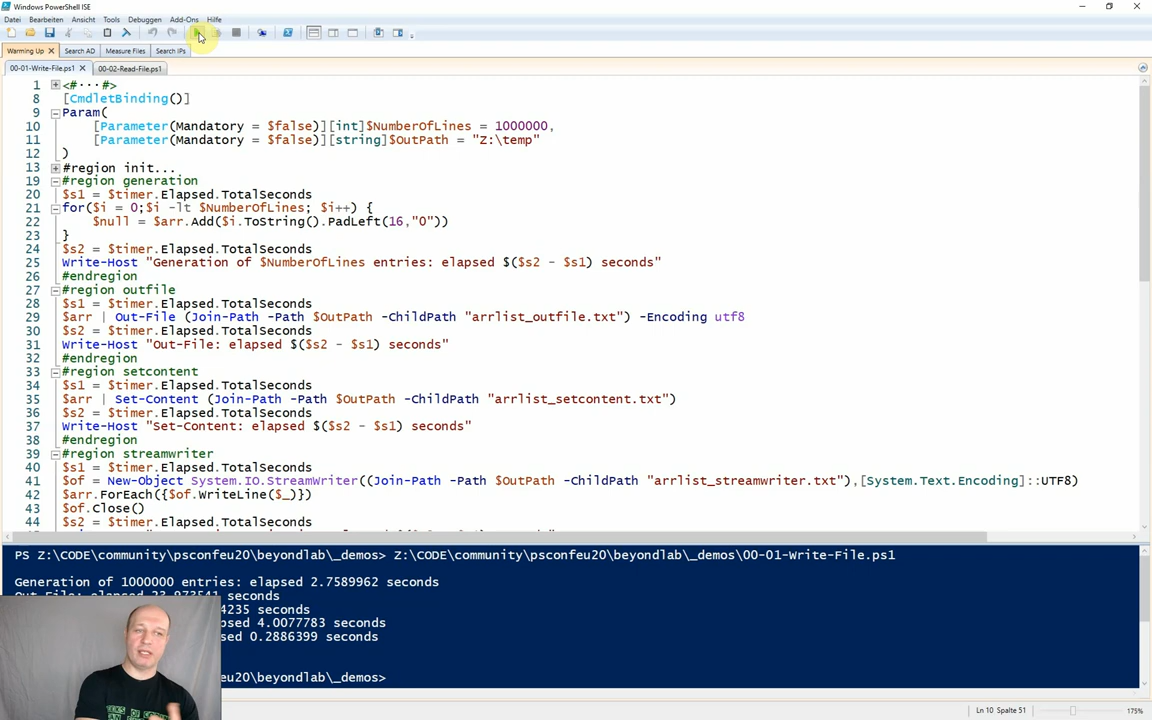 Windows PowerShell ISE
Datei Bearbeiten Ansicht Tools Debuggen Add-Ons Hilfe
Warming Up Search AD Measure Files Search IPs
00-01-Write-File.ps1 00-02-Read-File.ps1
1 <#···#>
8 [CmdletBinding()]
9 Param(
10 [Parameter(Mandatory = $false)][int]$NumberOfLines = 1000000,
11 [Parameter(Mandatory = $false)][string]$OutPath = "Z:\temp"
12 )
13 #region init...
19 #region generation
20 $s1 = $timer.Elapsed.TotalSeconds
21 for($i = 0;$i -lt $NumberOfLines; $i++) {
22 $null = $arr.Add($i.ToString().PadLeft(16,"0"))
23 }
24 $s2 = $timer.Elapsed.TotalSeconds
25 Write-Host "Generation of $NumberOfLines entries: elapsed $($s2 - $s1) seconds"
26 #endregion
27 #region outfile
28 $s1 = $timer.Elapsed.TotalSeconds
29 $arr | Out-File (Join-Path -Path $OutPath -ChildPath "arrlist_outfile.txt") -Encoding utf8
30 $s2 = $timer.Elapsed.TotalSeconds
31 Write-Host "Out-File: elapsed $($s2 - $s1) seconds"
32 #endregion
33 #region setcontent
34 $s1 = $timer.Elapsed.TotalSeconds
35 $arr | Set-Content (Join-Path -Path $OutPath -ChildPath "arrlist_setcontent.txt")
36 $s2 = $timer.Elapsed.TotalSeconds
37 Write-Host "Set-Content: elapsed $($s2 - $s1) seconds"
38 #endregion
39 #region streamwriter
40 $s1 = $timer.Elapsed.TotalSeconds
41 $of = New-Object System.IO.StreamWriter((Join-Path -Path $OutPath -ChildPath "arrlist_streamwriter.txt"),[System.Text.Encoding]::UTF8)
42 $arr.ForEach({$of.WriteLine($_)})
43 $of.Close()
44 $s2 = $timer.Elapsed.TotalSeconds
PS Z:\CODE\community\psconfeu20\beyondlab\_demos> Z:\CODE\community\psconfeu20\beyondlab\_demos\00-01-Write-File.ps1
Generation of 1000000 entries: elapsed 2.7589962 seconds
Out-File: elapsed 23.973541 seconds
4235 seconds
psed 4.0077783 seconds
sed 0.2886399 seconds
eu20\beyondlab\_demos>
Ln 10 Spalte 51 175%